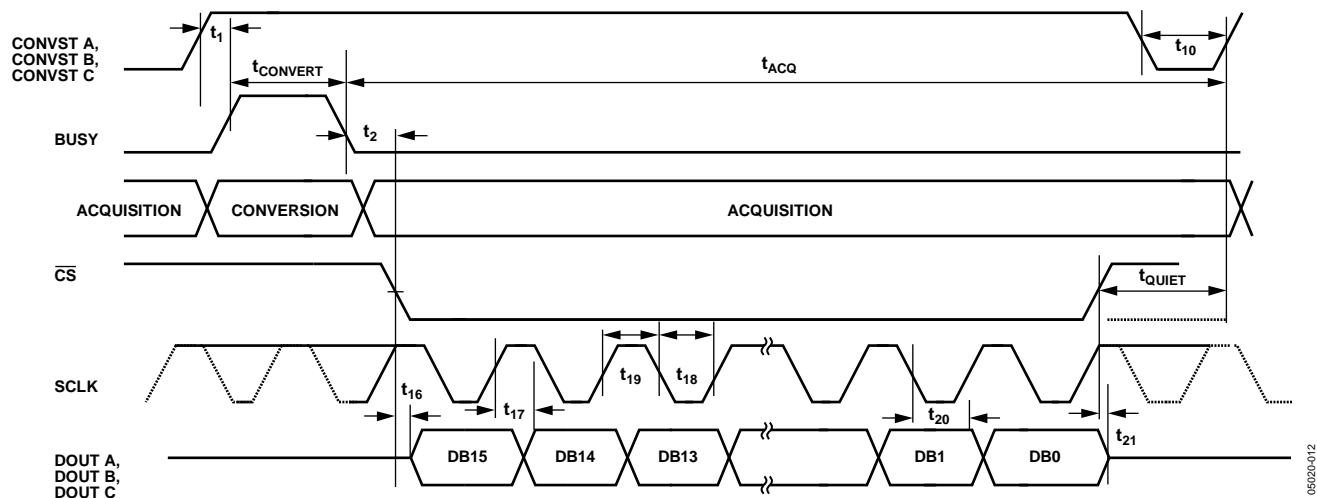 t1
t10
CONVST A,
CONVST B,
CONVST C
tCONVERT
tACQ
BUSY
t2
ACQUISITION CONVERSION ACQUISITION
CS
tQUIET
SCLK
t19 t18
t16
t17
t20
t21
DOUT A,
DOUT B,
DOUT C
DB15 DB14 DB13 DB1 DB0
05020-012